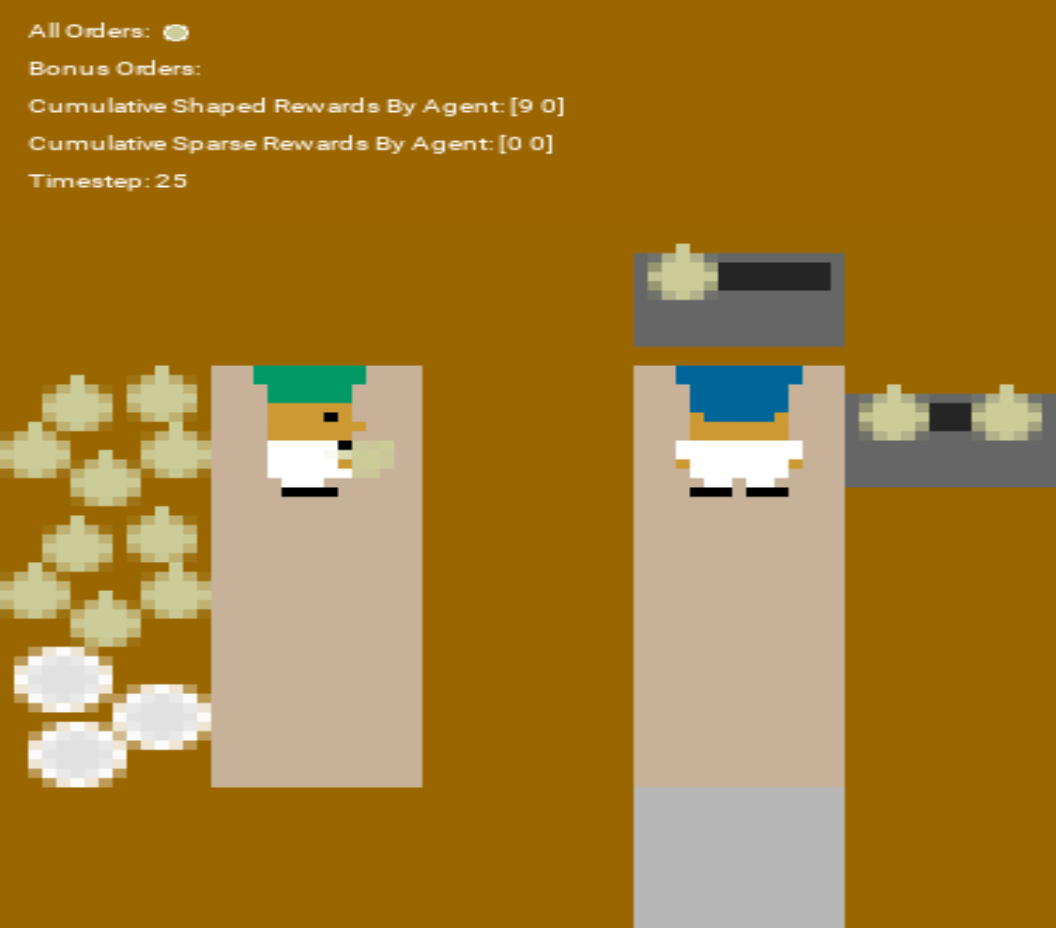 All Orders:
Bonus Orders:
Cumulative Shaped Rewards By Agent: [9 0]
Cumulative Sparse Rewards By Agent: [0 0]
Timestep: 25